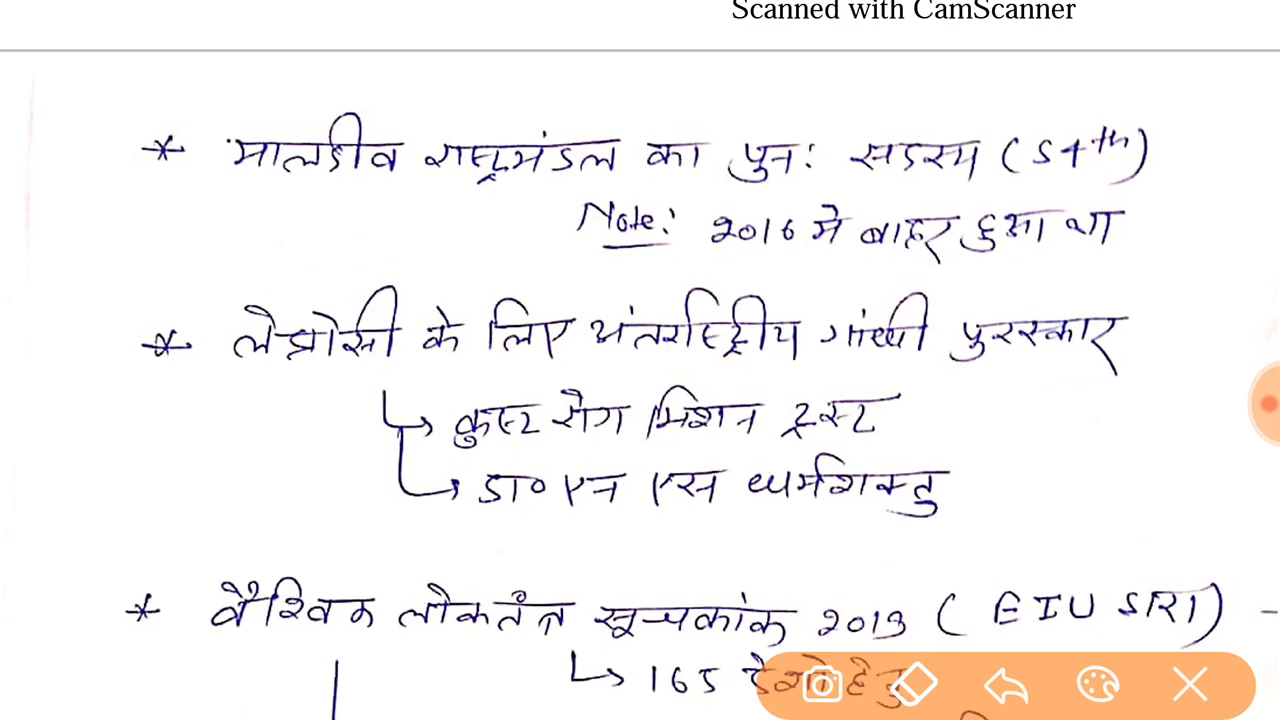 Scanned with CamScanner
* मालदीव राष्ट्रमंडल का पुनः सदस्य (54th)
Note: 2016 मे बाहर हुआ था
* लेप्रोसी के लिए अंतर्राष्ट्रीय गांधी पुरस्कार
↳ कुष्ट रोग मिशन ट्रस्ट
↳ डा० एन एस धर्मशक्तु
* वैश्विक लोकतंत्र सूचकांक 2019 (EIU द्वारा) -
↳ 165 देशो हेतु